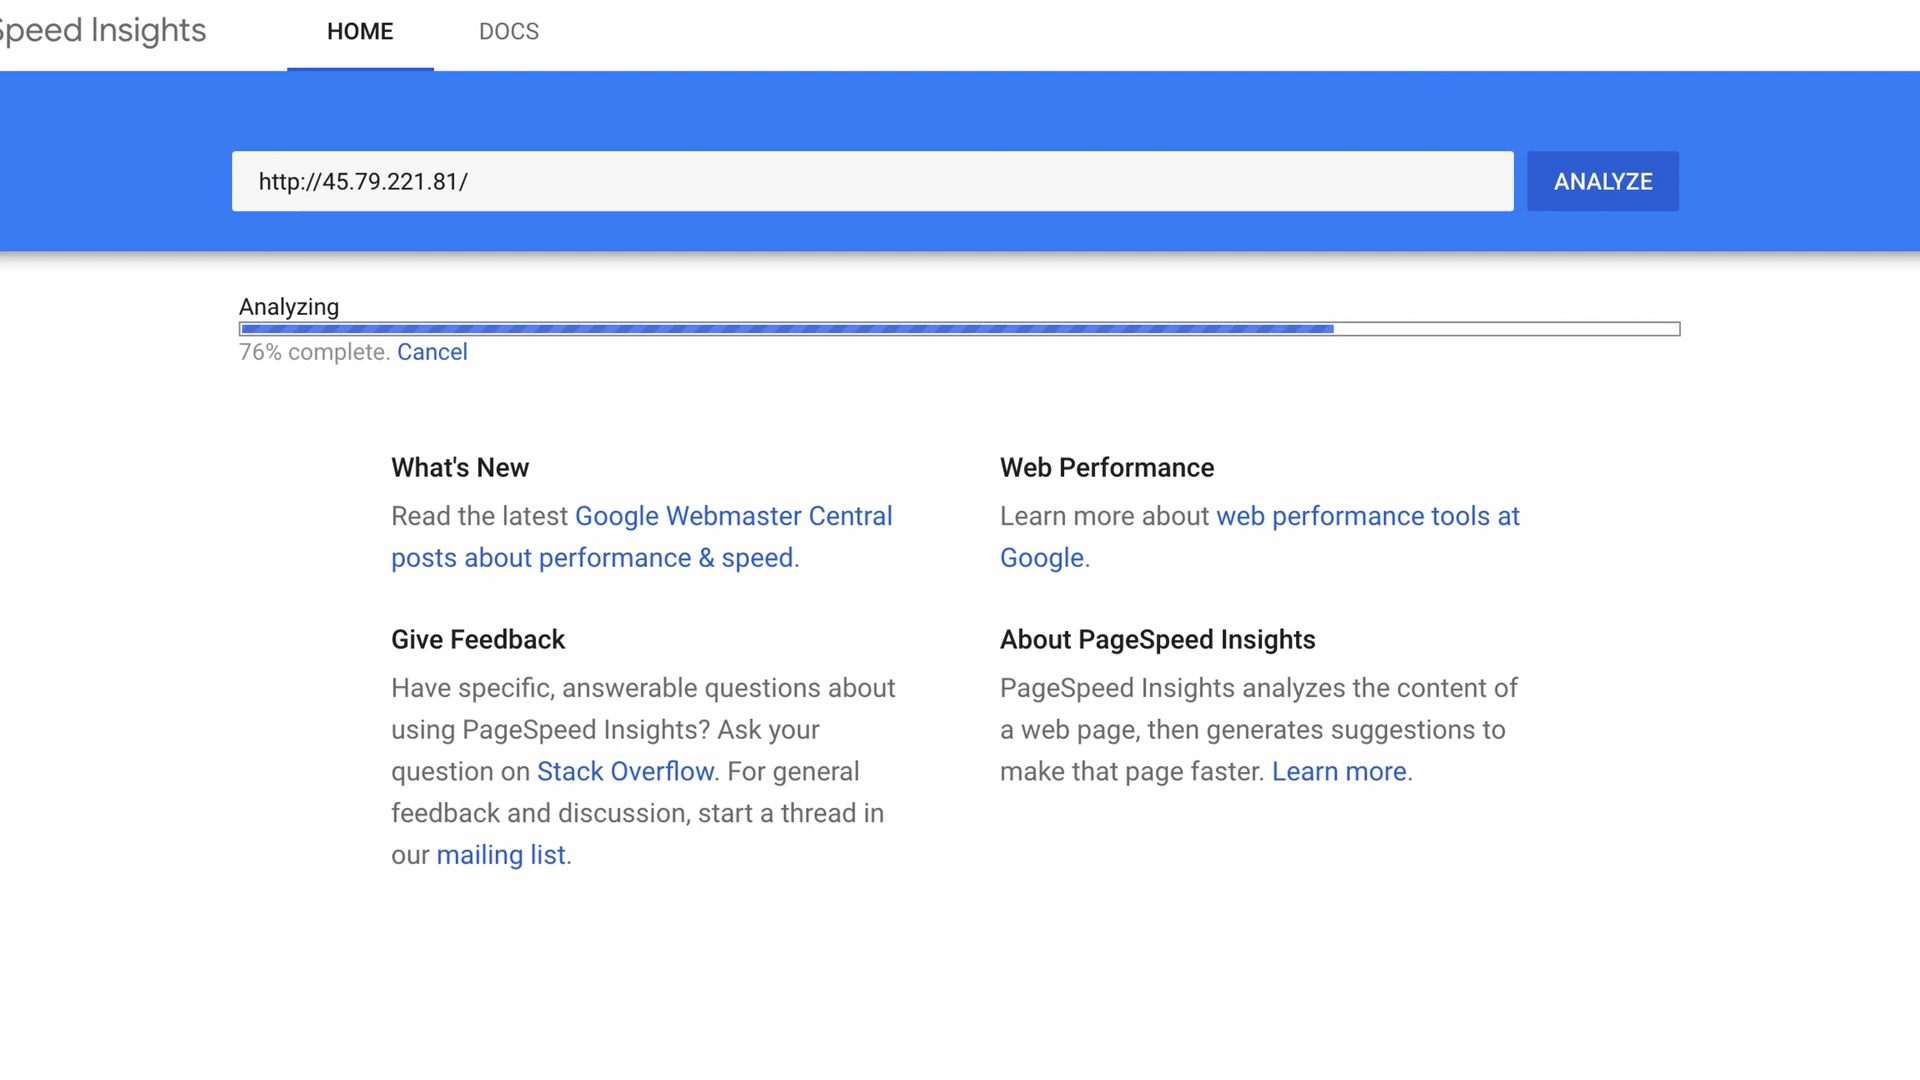 Speed Insights
HOME
DOCS
http://45.79.221.81/
ANALYZE
Analyzing
76% complete. Cancel
What's New
Read the latest Google Webmaster Central
posts about performance & speed.
Web Performance
Learn more about web performance tools at
Google.
Give Feedback
Have specific, answerable questions about
using PageSpeed Insights? Ask your
question on Stack Overflow. For general
feedback and discussion, start a thread in
our mailing list.
About PageSpeed Insights
PageSpeed Insights analyzes the content of
a web page, then generates suggestions to
make that page faster. Learn more.